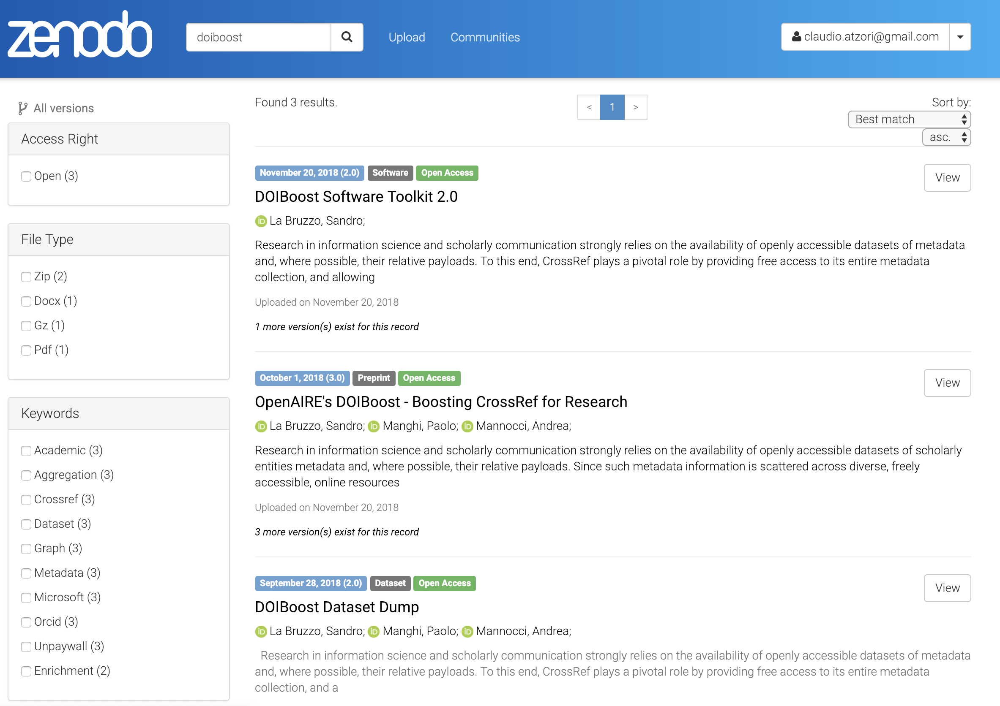 zenodo
doiboost
Upload
Communities
claudio.atzori@gmail.com
All versions
Access Right
Open (3)
File Type
Zip (2)
Docx (1)
Gz (1)
Pdf (1)
Keywords
Academic (3)
Aggregation (3)
Crossref (3)
Dataset (3)
Graph (3)
Metadata (3)
Microsoft (3)
Orcid (3)
Unpaywall (3)
Enrichment (2)
Found 3 results.
< 1 >
Sort by:
Best match
asc.
November 20, 2018 (2.0) Software Open Access
View
DOIBoost Software Toolkit 2.0
iD La Bruzzo, Sandro;
Research in information science and scholarly communication strongly relies on the availability of openly accessible datasets of metadata
and, where possible, their relative payloads. To this end, CrossRef plays a pivotal role by providing free access to its entire metadata
collection, and allowing
Uploaded on November 20, 2018
1 more version(s) exist for this record
October 1, 2018 (3.0) Preprint Open Access
View
OpenAIRE's DOIBoost - Boosting CrossRef for Research
iD La Bruzzo, Sandro; iD Manghi, Paolo; iD Mannocci, Andrea;
Research in information science and scholarly communication strongly relies on the availability of openly accessible datasets of scholarly
entities metadata and, where possible, their relative payloads. Since such metadata information is scattered across diverse, freely
accessible, online resources
Uploaded on November 20, 2018
3 more version(s) exist for this record
September 28, 2018 (2.0) Dataset Open Access
View
DOIBoost Dataset Dump
iD La Bruzzo, Sandro; iD Manghi, Paolo; iD Mannocci, Andrea;
Research in information science and scholarly communication strongly relies on the availability of openly accessible datasets of metadata
and, where possible, their relative payloads. To this end, CrossRef plays a pivotal role by providing free access to its entire metadata
collection, and a